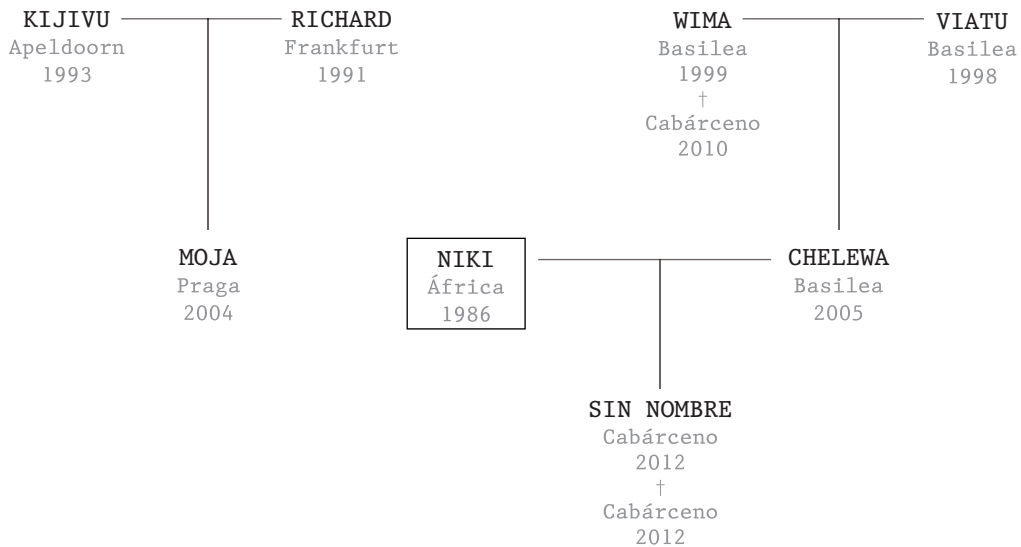 KIJIVU
Apeldoorn
1993
RICHARD
Frankfurt
1991
WIMA
Basilea
1999
†
Cabárceno
2010
VIATU
Basilea
1998
MOJA
Praga
2004
NIKI
África
1986
CHELEWA
Basilea
2005
SIN NOMBRE
Cabárceno
2012
†
Cabárceno
2012